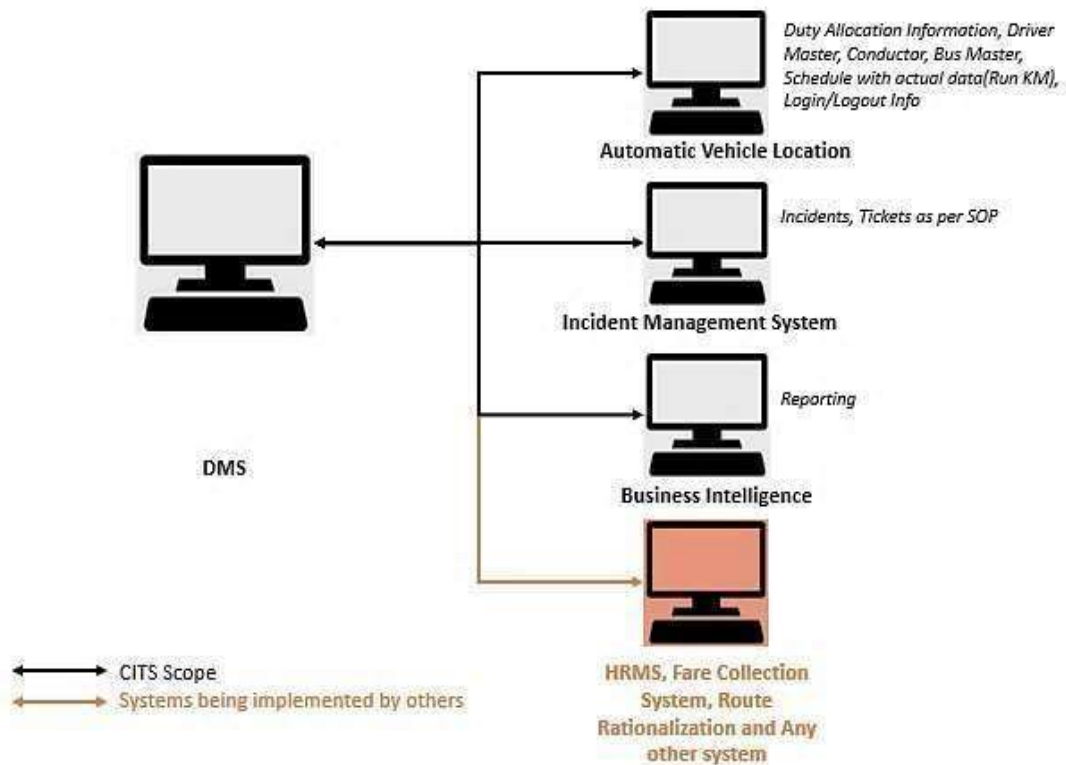 Duty Allocation Information, Driver
Master, Conductor, Bus Master,
Schedule with actual data(Run KM),
Login/Logout Info
Automatic Vehicle Location
Incidents, Tickets as per SOP
Incident Management System
Reporting
DMS
Business Intelligence
CITS Scope
Systems being implemented by others
HRMS, Fare Collection
System, Route
Rationalization and Any
other system